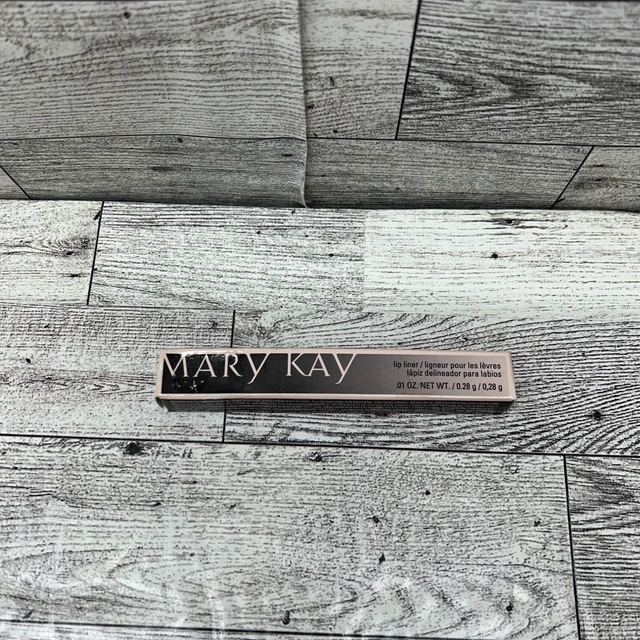 MARY KAY
lip liner / ligneur pour les lèvres
lápiz delineador para labios
.01 OZ. NET WT. / 0.28 g / 0,28 g